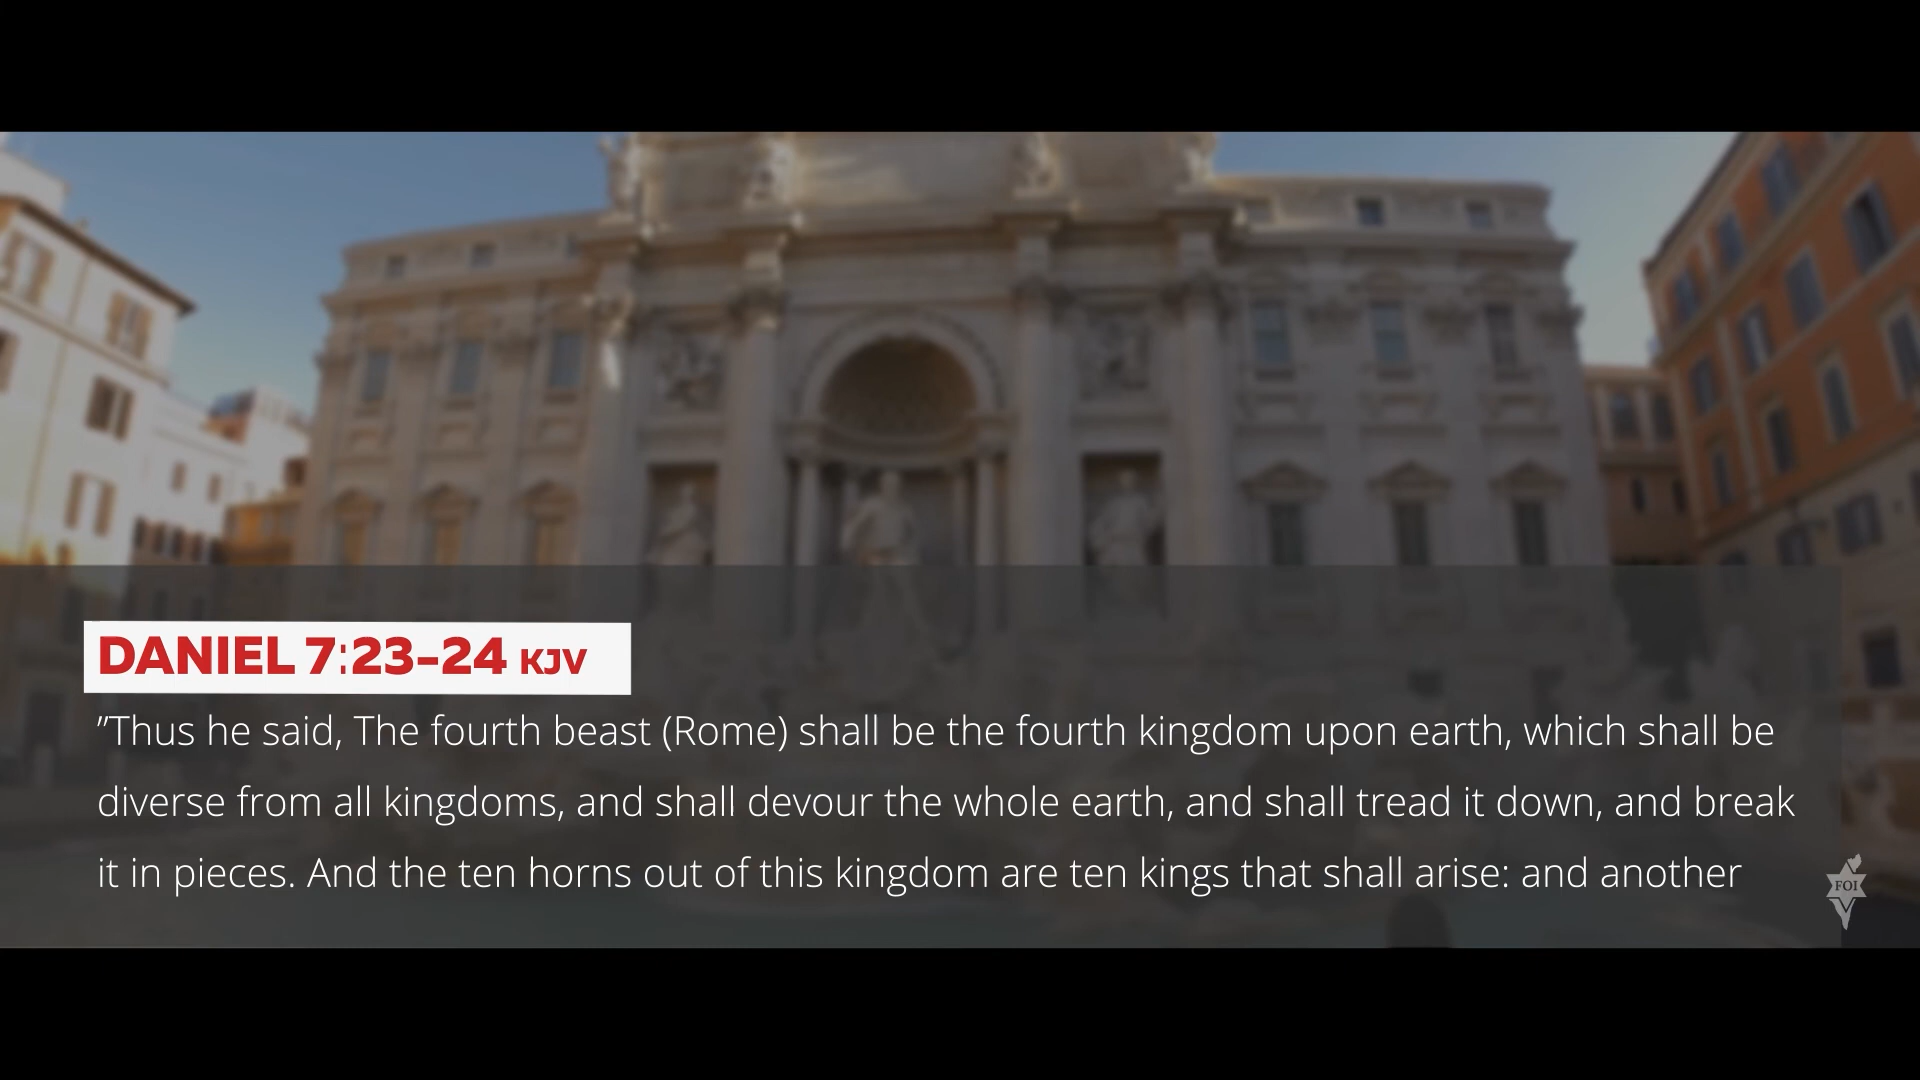 DANIEL 7:23-24 KJV
"Thus he said, The fourth beast (Rome) shall be the fourth kingdom upon earth, which shall be
diverse from all kingdoms, and shall devour the whole earth, and shall tread it down, and break
it in pieces. And the ten horns out of this kingdom are ten kings that shall arise: and another
FOI